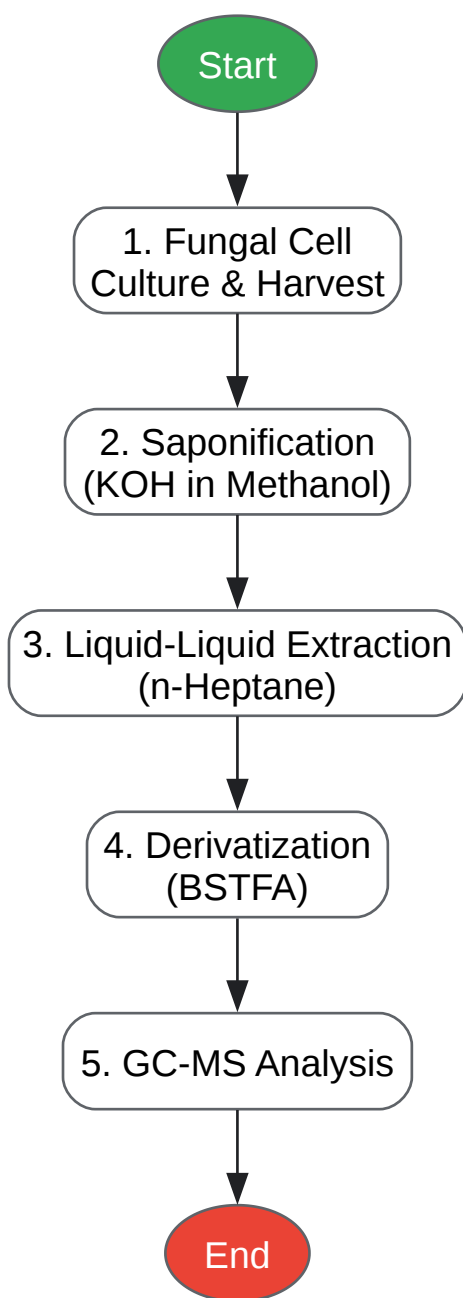 Start
1. Fungal Cell
Culture & Harvest
2. Saponification
(KOH in Methanol)
3. Liquid-Liquid Extraction
(n-Heptane)
4. Derivatization
(BSTFA)
5. GC-MS Analysis
End